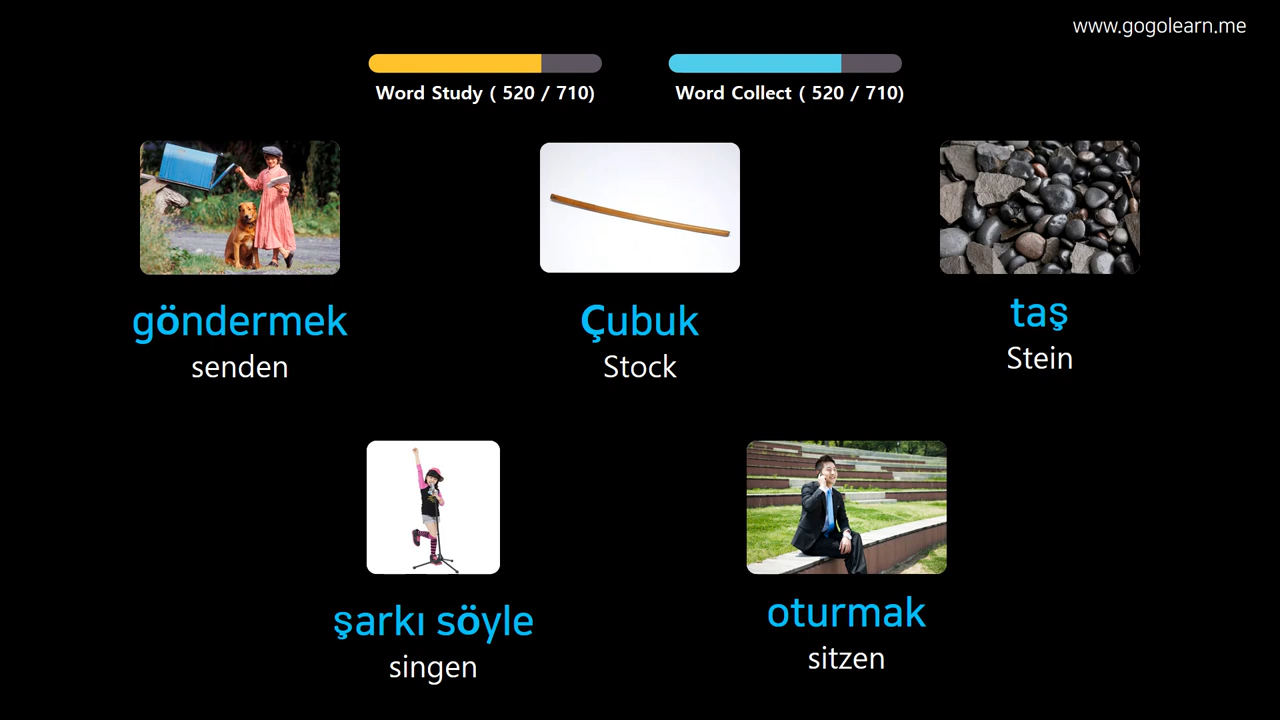 www.gogolearn.me
Word Study ( 520 / 710)
Word Collect ( 520 / 710)
göndermek
senden
Çubuk
Stock
taş
Stein
şarkı söyle
singen
oturmak
sitzen